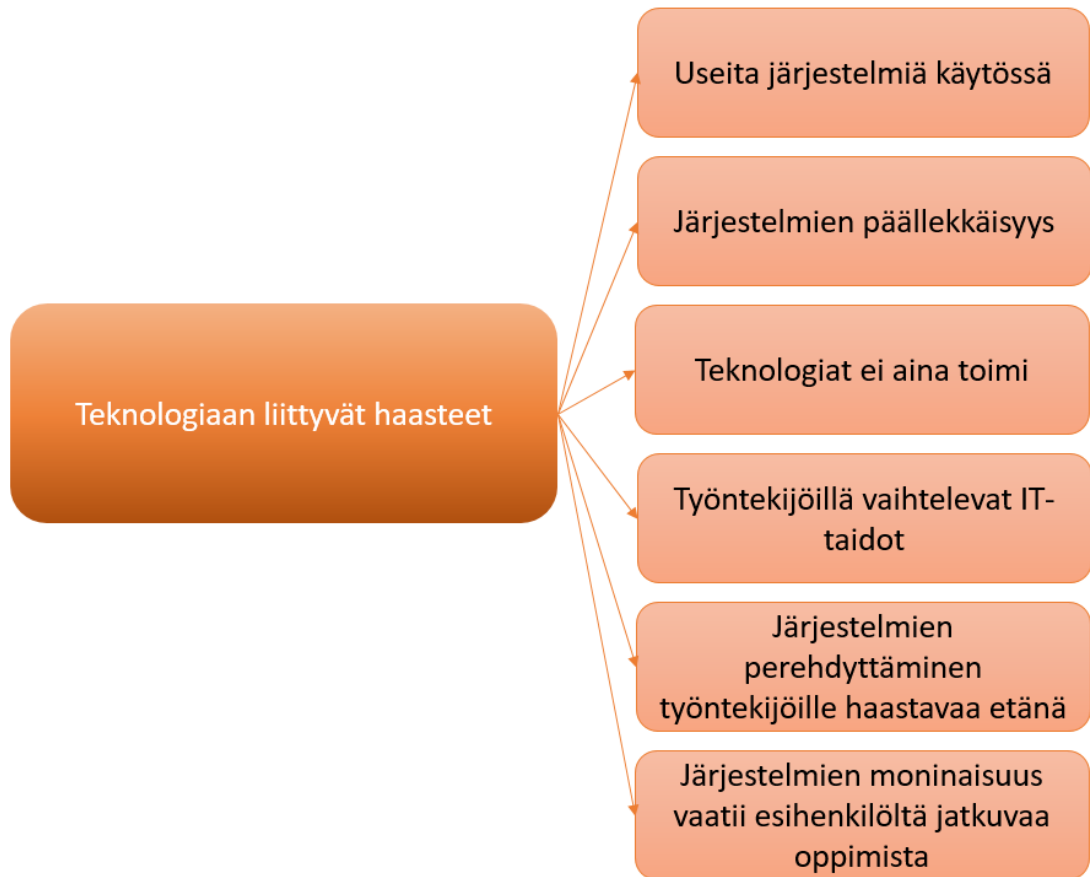 Useita järjestelmiä käytössä
Järjestelmien päällekkäisyys
Teknologiat ei aina toimi
Teknologiaan liittyvät haasteet
Työntekijöillä vaihtelevat IT-
taidot
Järjestelmien
perehdyttäminen
työntekijöille haastavaa etänä
Järjestelmien moninaisuus
vaatii esihenkilöltä jatkuvaa
oppimista